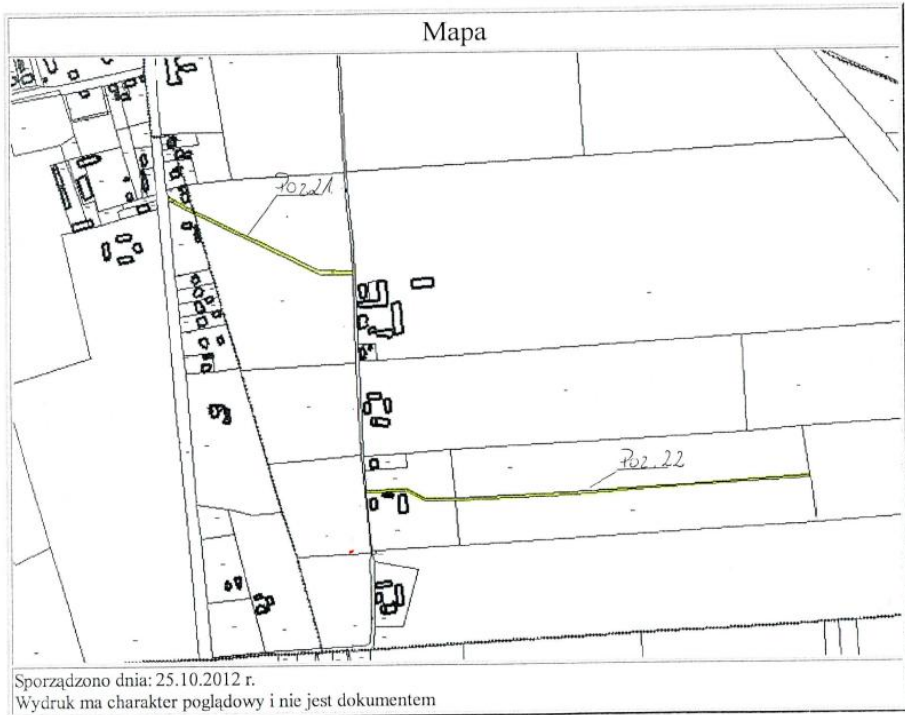 Mapa
Poz 21
Poz. 22
Sporządzono dnia: 25.10.2012 r.
Wydruk ma charakter poglądowy i nie jest dokumentem